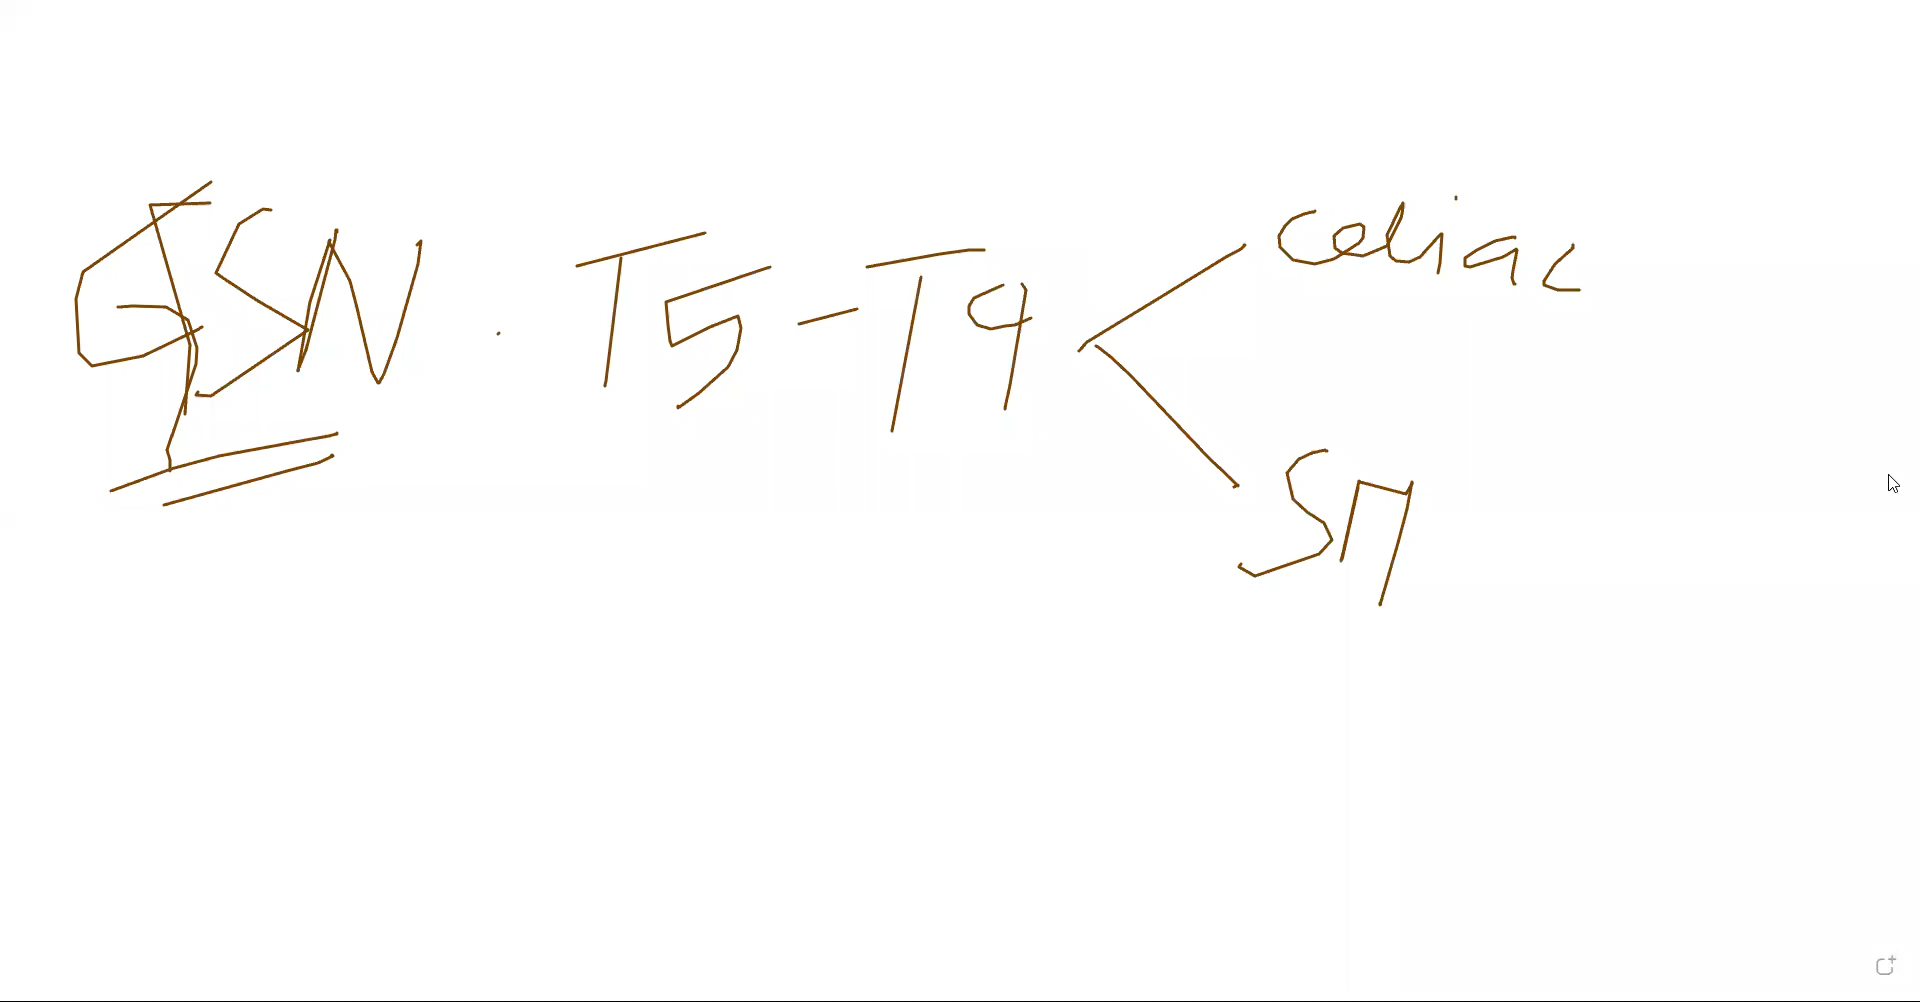 GSN . T5-T9
Celiac
SM